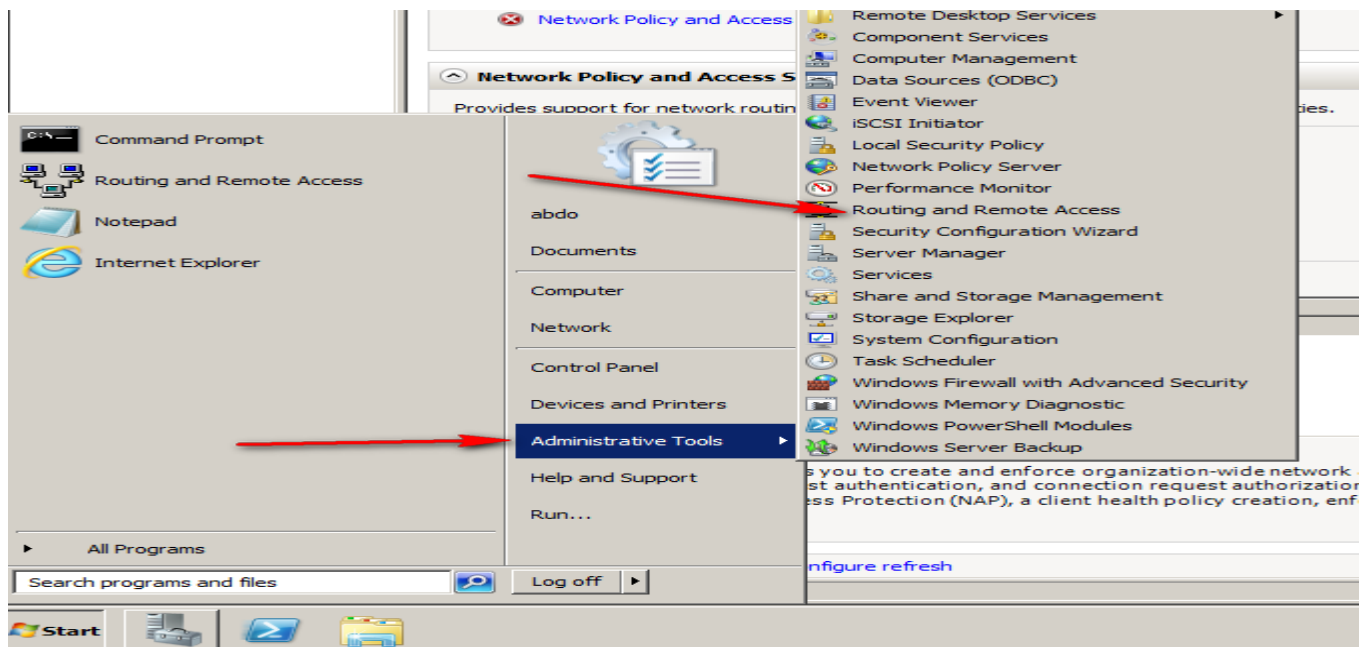 Network Policy and Access
Network Policy and Access S
Provides support for network routin
ies.
C:\
Command Prompt
Routing and Remote Access
Notepad
Internet Explorer
All Programs
Search programs and files
abdo
Documents
Computer
Network
Control Panel
Devices and Printers
Administrative Tools
Help and Support
Run...
Log off
Remote Desktop Services
Component Services
Computer Management
Data Sources (ODBC)
Event Viewer
iSCSI Initiator
Local Security Policy
Network Policy Server
Performance Monitor
Routing and Remote Access
Security Configuration Wizard
Server Manager
Services
Share and Storage Management
Storage Explorer
System Configuration
Task Scheduler
Windows Firewall with Advanced Security
Windows Memory Diagnostic
Windows PowerShell Modules
Windows Server Backup
s you to create and enforce organization-wide network
st authentication, and connection request authorization
ess Protection (NAP), a client health policy creation, enf
nfigure refresh
Start